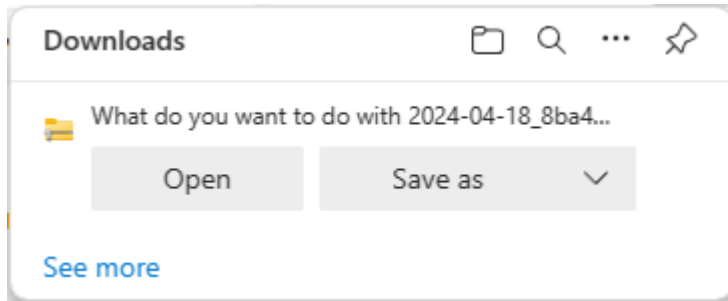 Downloads
What do you want to do with 2024-04-18_8ba4...
Open
Save as
See more